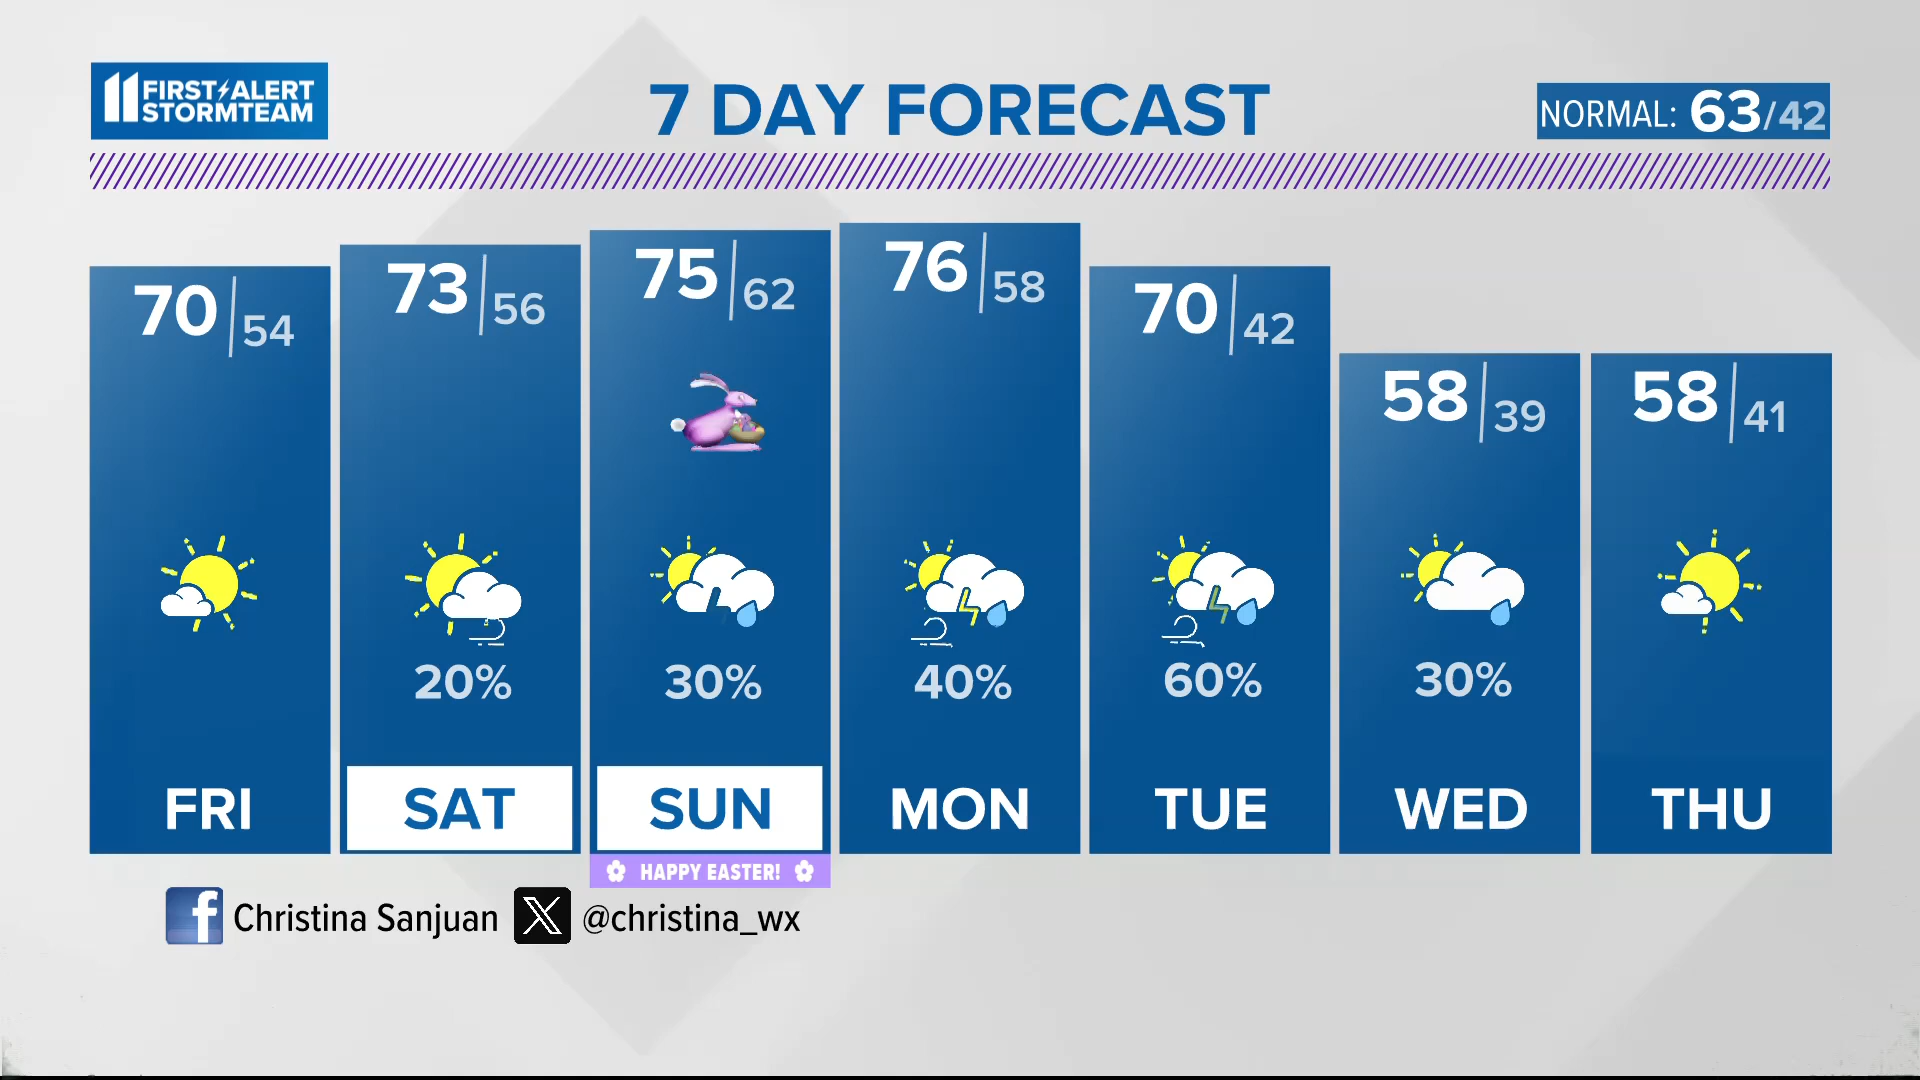 11 FIRST ALERT
STORMTEAM
7 DAY FORECAST
NORMAL: 63/42
70/54
73/56
75/62
76/58
70/42
58/39
58/41
20%
30%
40%
60%
30%
FRI
SAT
SUN
MON
TUE
WED
THU
HAPPY EASTER!
f Christina Sanjuan X @christina_wx